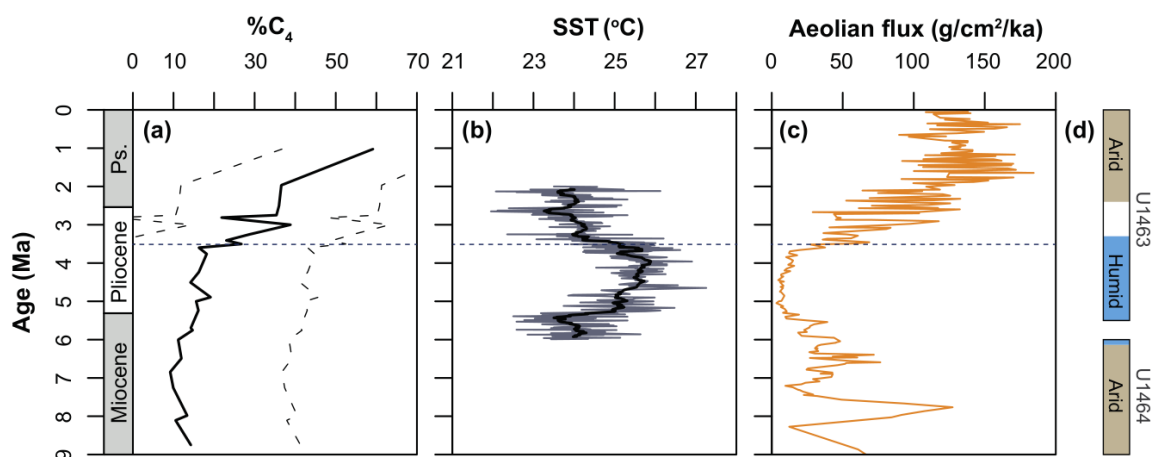 %C4
SST (°C)
Aeolian flux (g/cm²/ka)
0 10 30 50 70
21 23 25 27
0 50 100 150 200
Age (Ma)
0
1
2
3
4
5
6
7
8
9
Ps.
Pliocene
Miocene
(a)
(b)
(c)
(d)
Arid
Humid
Arid
U1463
U1464